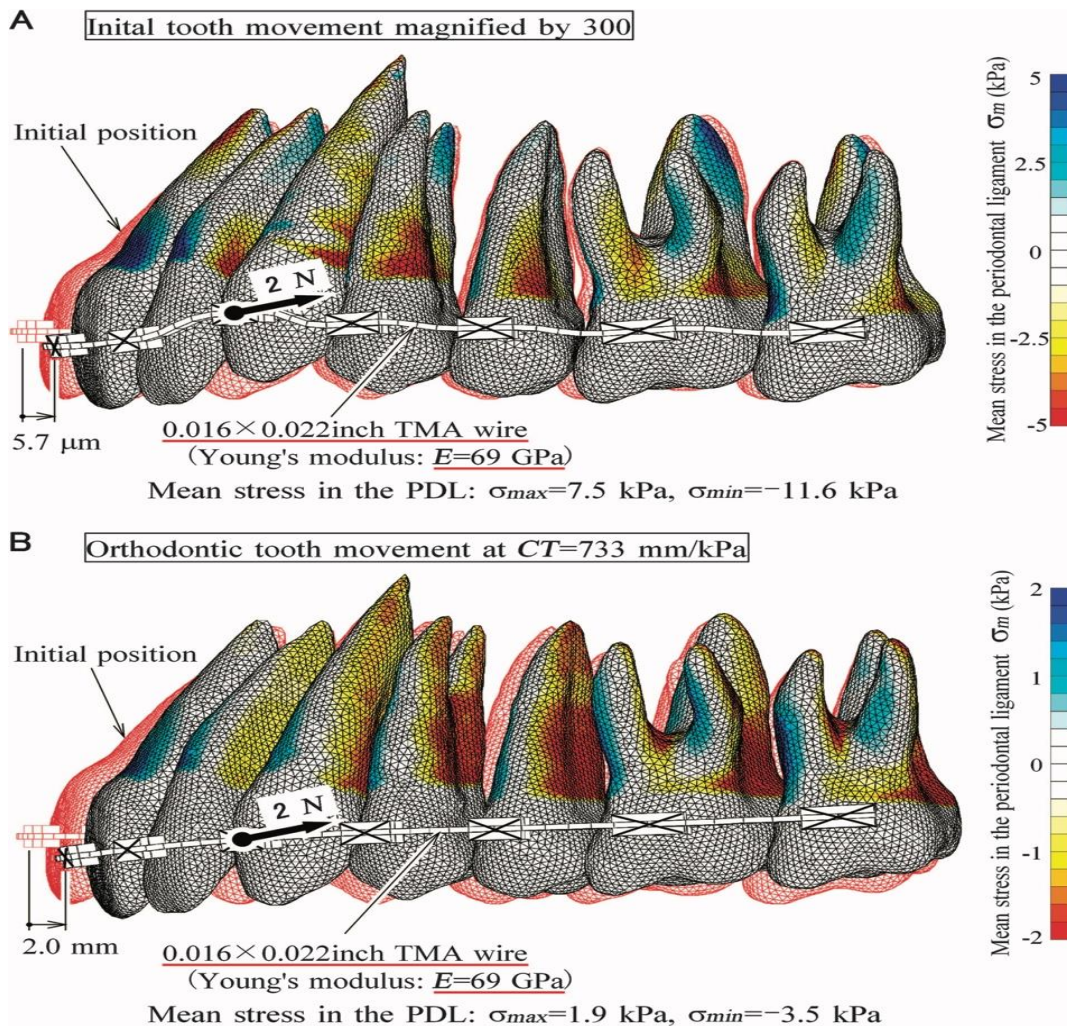 A
Inital tooth movement magnified by 300
Initial position
2 N
5.7 μm
0.016×0.022inch TMA wire
(Young's modulus: E=69 GPa)
Mean stress in the PDL: σmax=7.5 kPa, σmin=−11.6 kPa
Mean stress in the periodontal ligament σm (kPa)
5
2.5
0
-2.5
-5
B
Orthodontic tooth movement at CT=733 mm/kPa
Initial position
2 N
2.0 mm
0.016×0.022inch TMA wire
(Young's modulus: E=69 GPa)
Mean stress in the PDL: σmax=1.9 kPa, σmin=−3.5 kPa
Mean stress in the periodontal ligament σm (kPa)
2
1
0
-1
-2